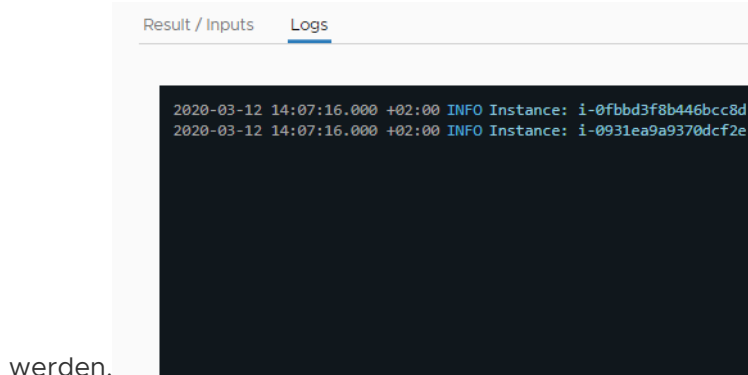 Result / Inputs Logs
2020-03-12 14:07:16.000 +02:00 INFO Instance: i-0fbbd3f8b446bcc8d
2020-03-12 14:07:16.000 +02:00 INFO Instance: i-0931ea9a9370dcf2e
werden.